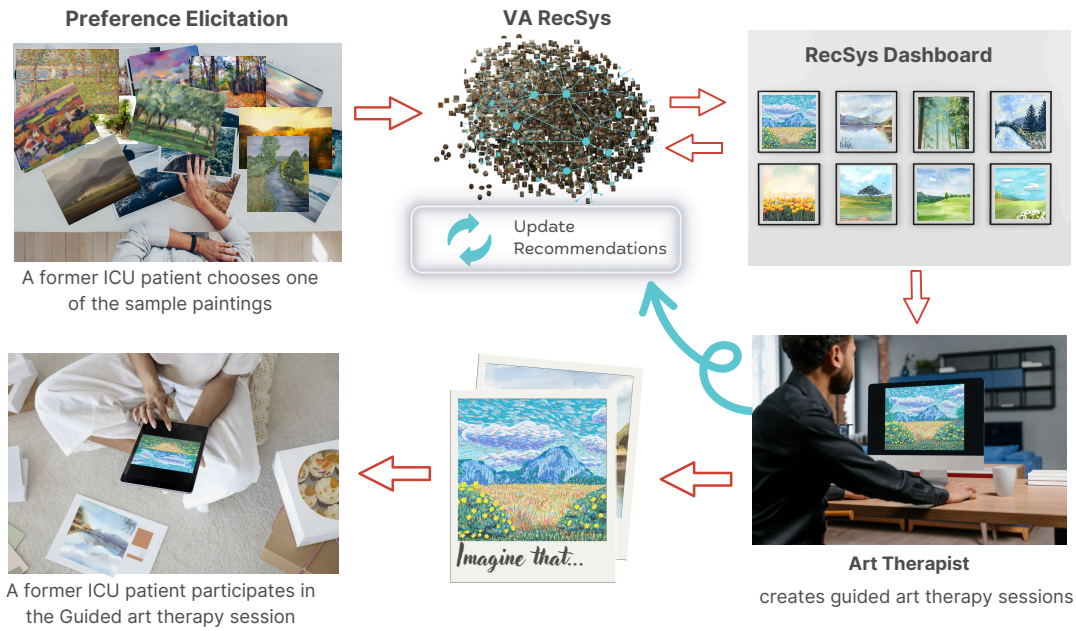 Preference Elicitation
VA RecSys
RecSys Dashboard
Update
Recommendations
A former ICU patient chooses one
of the sample paintings
Imagine that...
Art Therapist
creates guided art therapy sessions
A former ICU patient participates in
the Guided art therapy session